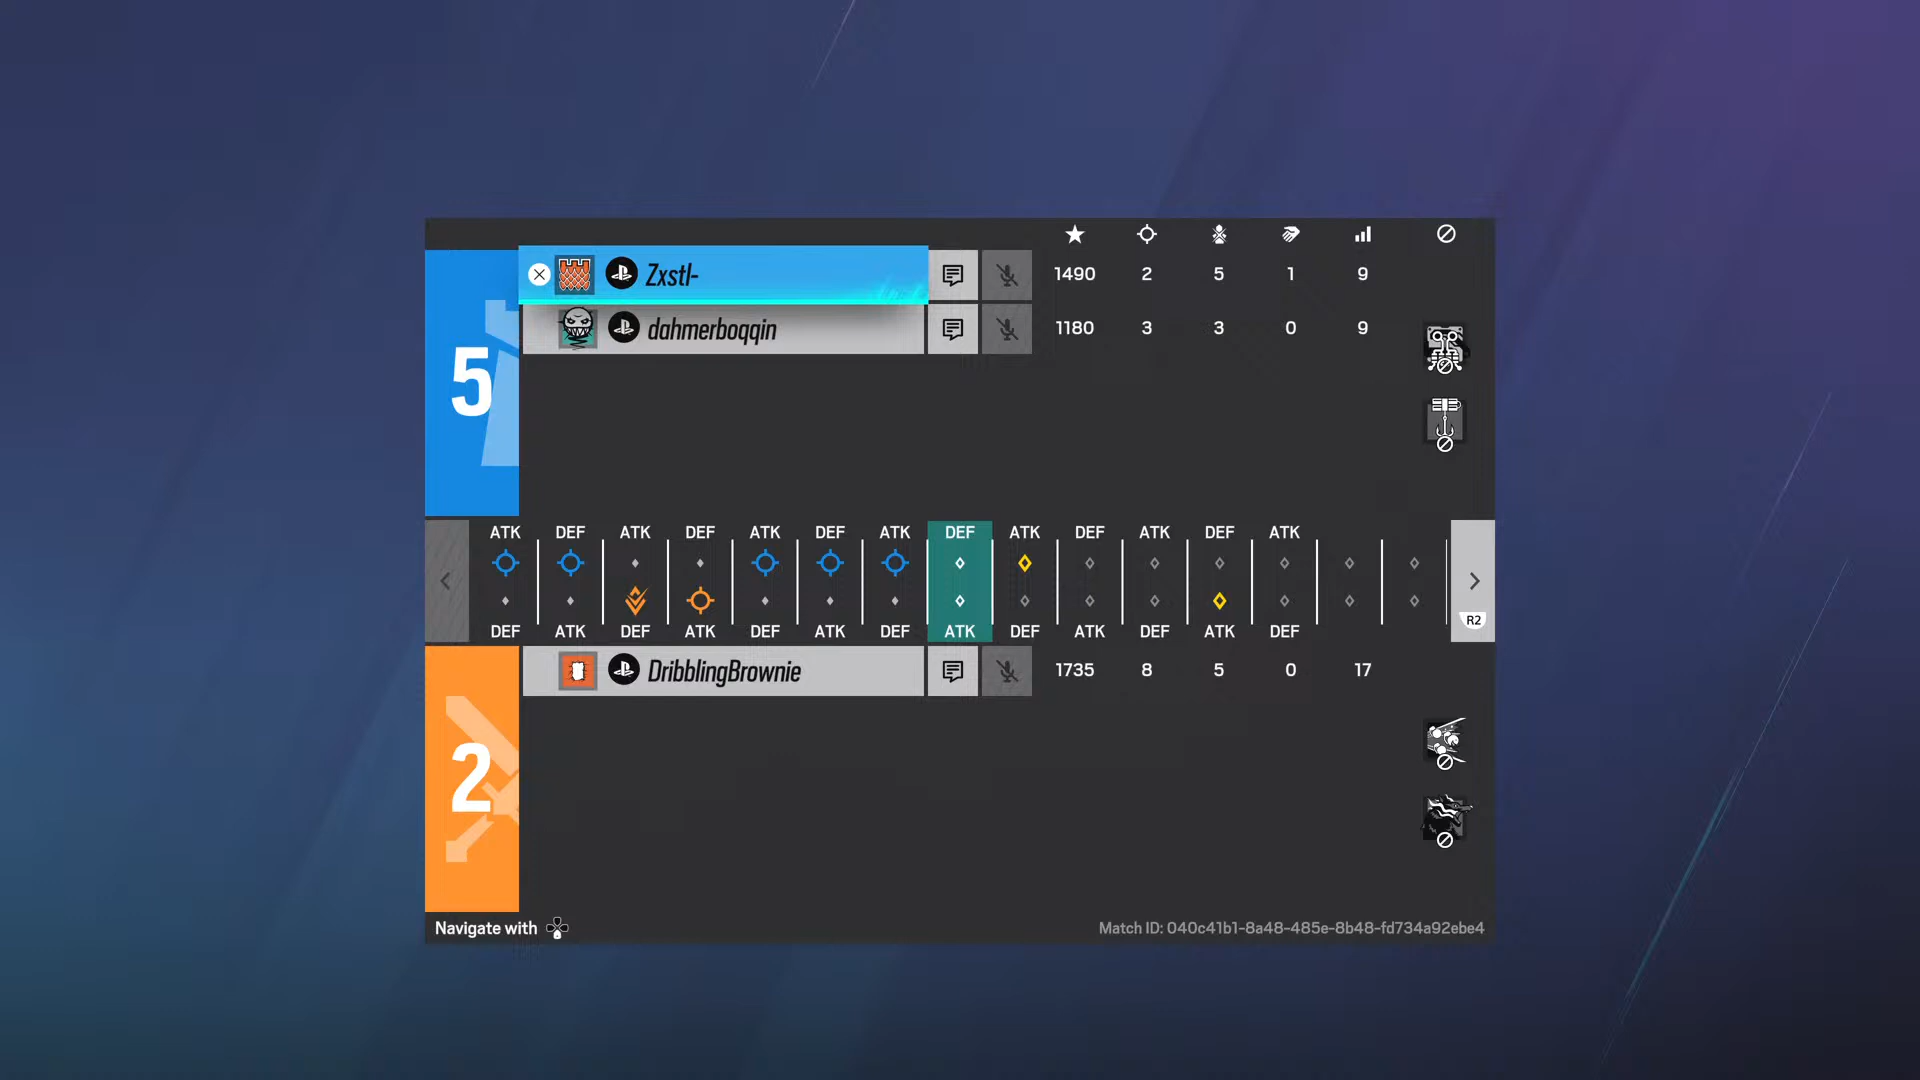 5
Zxstl- 1490 2 5 1 9
dahmerboqqin 1180 3 3 0 9
ATK DEF ATK DEF ATK DEF ATK DEF ATK DEF ATK DEF ATK
DEF ATK DEF ATK DEF ATK DEF ATK DEF ATK DEF ATK DEF
R2
2
DribblingBrownie 1735 8 5 0 17
Navigate with
Match ID: 040c41b1-8a48-485e-8b48-fd734a92ebe4